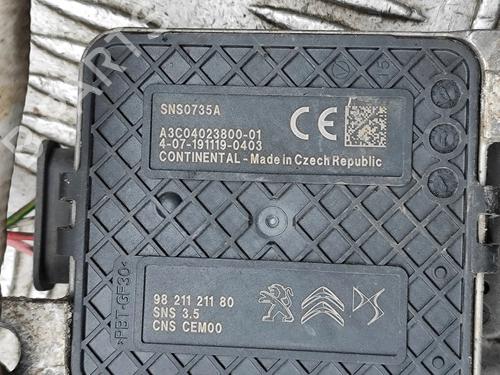 SNS0735A
A3C04023800-01
4-07-191119-0403
CONTINENTAL - Made in Czech Republic
CE
>PBT-GF30<
98 211 211 80
SNS 3.5
CNS CEM00